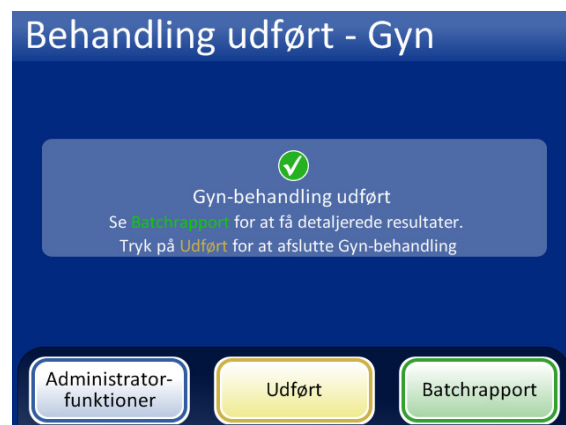 Behandling udført - Gyn
Gyn-behandling udført
Se Batchrapport for at få detaljerede resultater.
Tryk på Udført for at afslutte Gyn-behandling
Administrator-
funktioner
Udført
Batchrapport